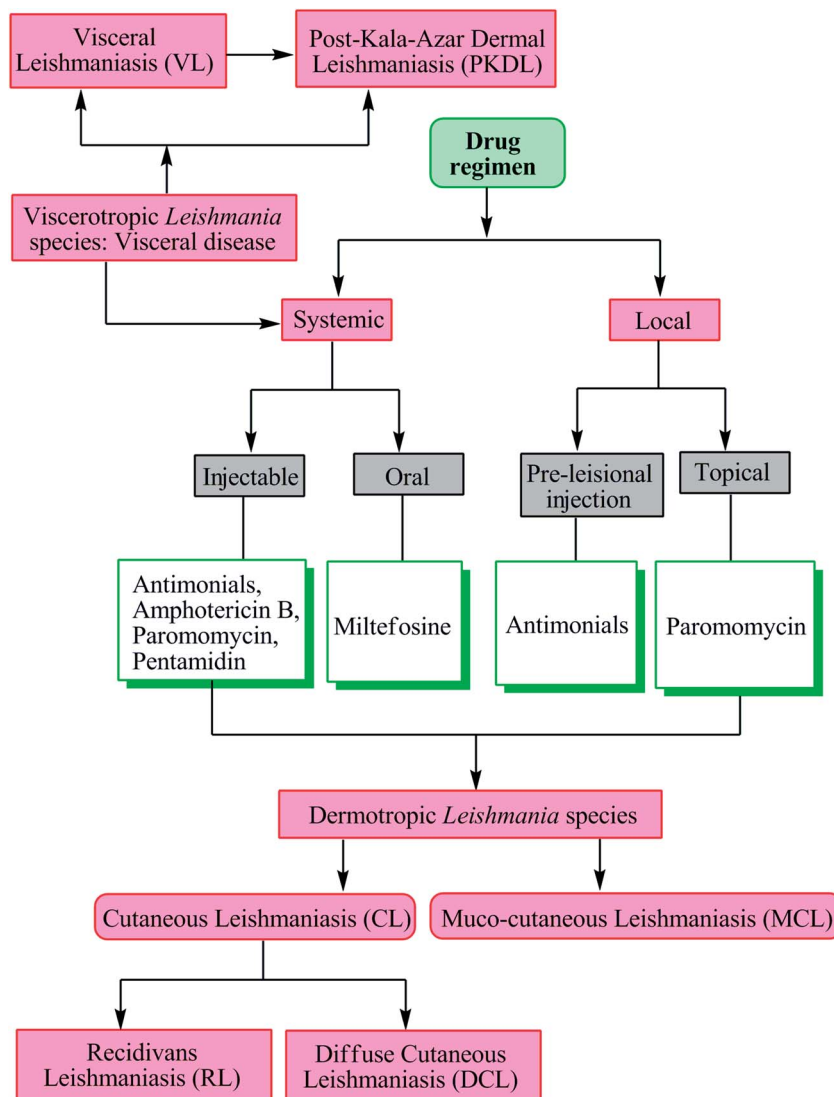 Visceral
Leishmaniasis (VL)
Post-Kala-Azar Dermal
Leishmaniasis (PKDL)
Drug
regimen
Viscerotropic Leishmania
species: Visceral disease
Systemic
Local
Injectable
Oral
Pre-leisional
injection
Topical
Antimonials,
Amphotericin B,
Paromomycin,
Pentamidin
Miltefosine
Antimonials
Paromomycin
Dermotropic Leishmania species
Cutaneous Leishmaniasis (CL)
Muco-cutaneous Leishmaniasis (MCL)
Recidivans
Leishmaniasis (RL)
Diffuse Cutaneous
Leishmaniasis (DCL)